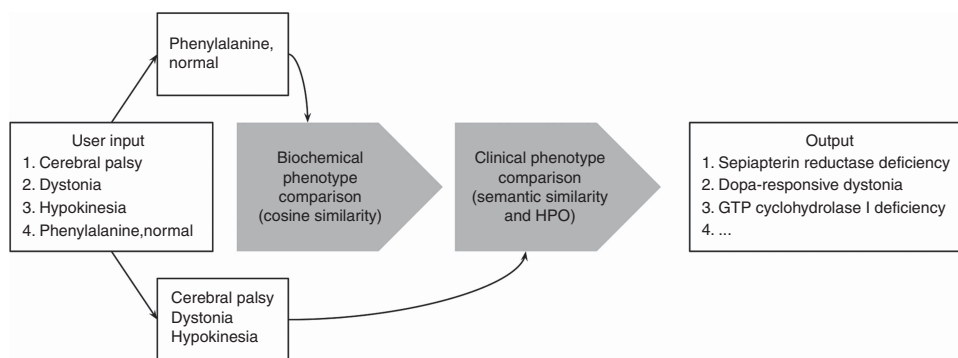 Phenylalanine,
normal
User input
1. Cerebral palsy
2. Dystonia
3. Hypokinesia
4. Phenylalanine,normal
Biochemical
phenotype
comparison
(cosine similarity)
Clinical phenotype
comparison
(semantic similarity
and HPO)
Output
1. Sepiapterin reductase deficiency
2. Dopa-responsive dystonia
3. GTP cyclohydrolase I deficiency
4. ...
Cerebral palsy
Dystonia
Hypokinesia